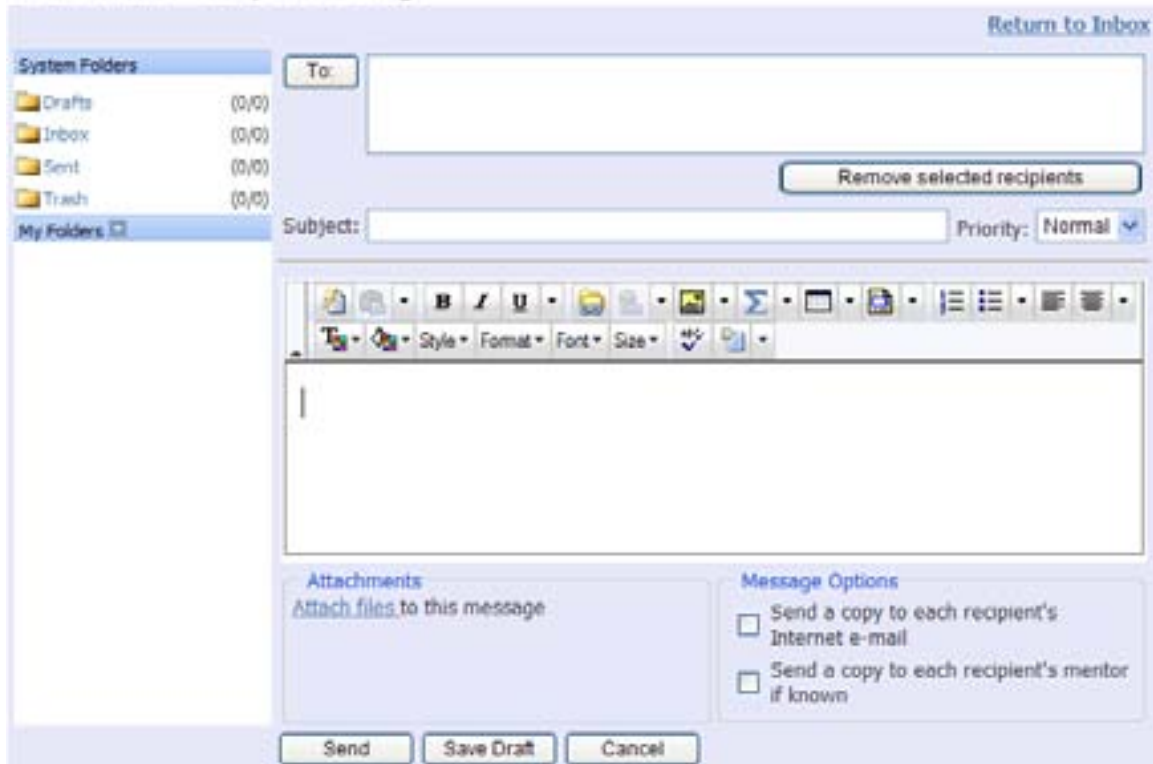 Return to Inbox
System Folders
Drafts (0/0)
Inbox (0/0)
Sent (0/0)
Trash (0/0)
My Folders
To:
Remove selected recipients
Subject: Priority: Normal
B I U
Style Format Font Size
Attachments
Attach files to this message
Message Options
Send a copy to each recipient's
Internet e-mail
Send a copy to each recipient's mentor
if known
Send Save Draft Cancel